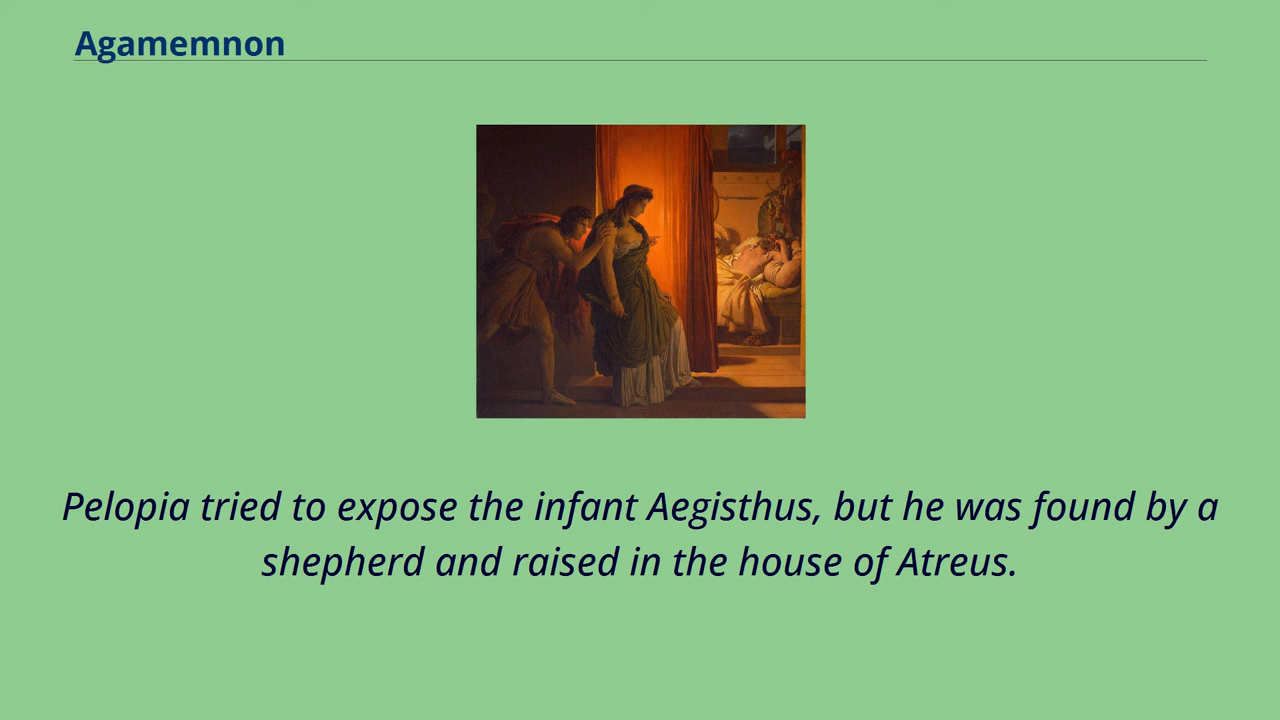 Agamemnon
Pelopia tried to expose the infant Aegisthus, but he was found by a
shepherd and raised in the house of Atreus.